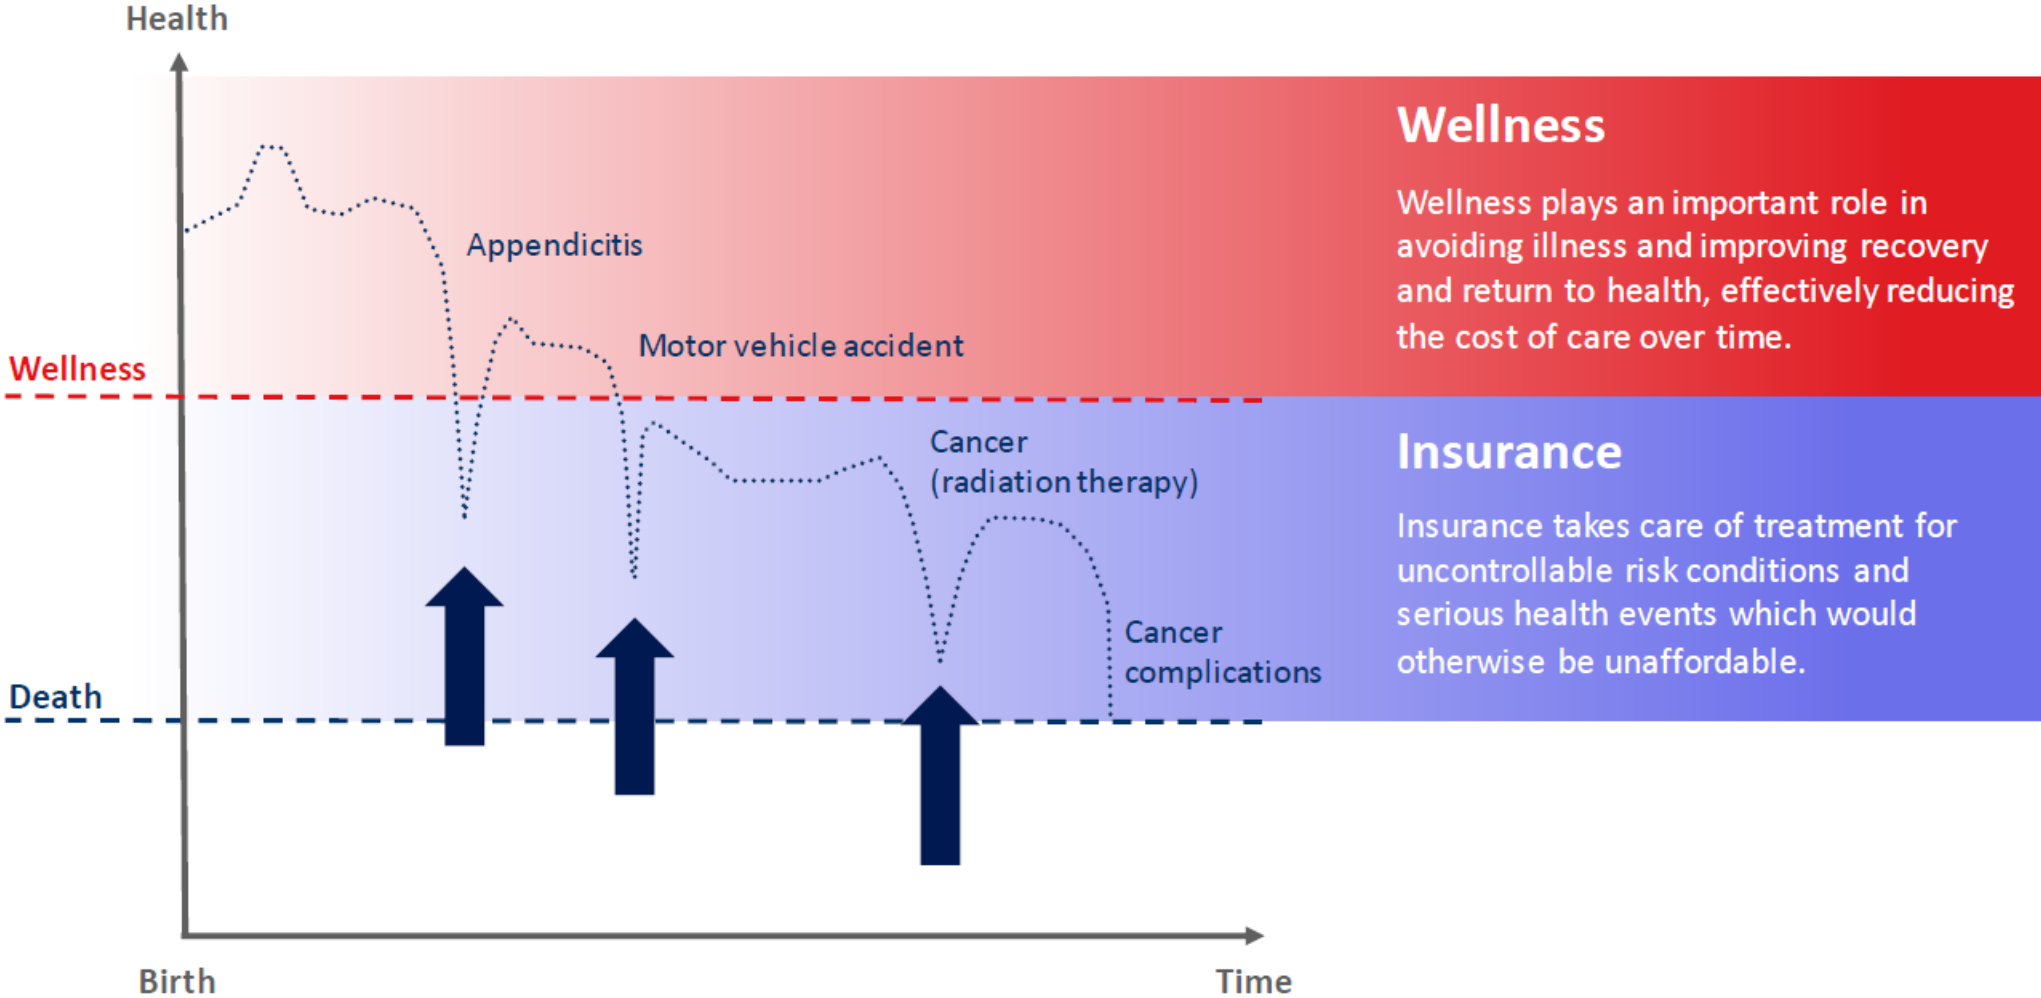 Health
Wellness
Wellness plays an important role in
avoiding illness and improving recovery
and return to health, effectively reducing
the cost of care over time.
Appendicitis
Motor vehicle accident
Wellness
Insurance
Insurance takes care of treatment for
uncontrollable risk conditions and
serious health events which would
otherwise be unaffordable.
Cancer
(radiation therapy)
Cancer
complications
Death
Birth
Time